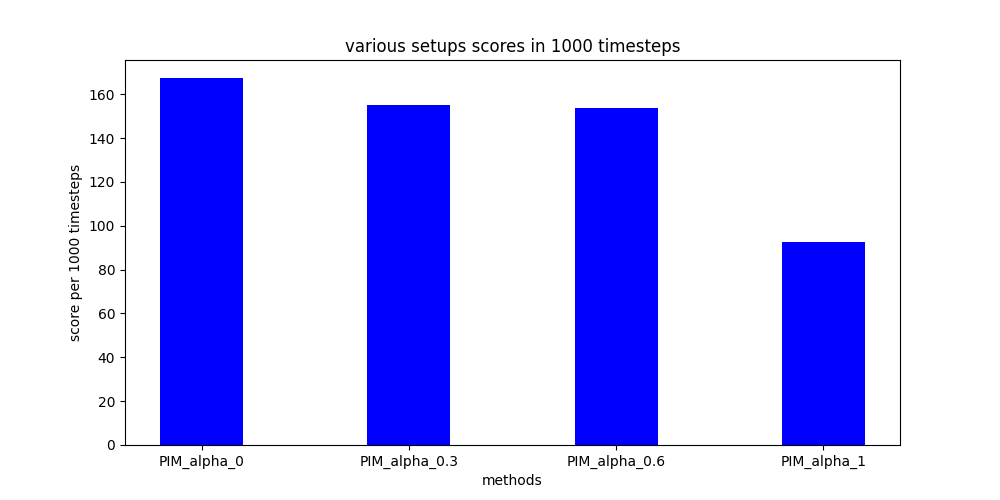 various setups scores in 1000 timesteps
score per 1000 timesteps
160
140
120
100
80
60
40
20
0
PIM_alpha_0 PIM_alpha_0.3 PIM_alpha_0.6 PIM_alpha_1
methods